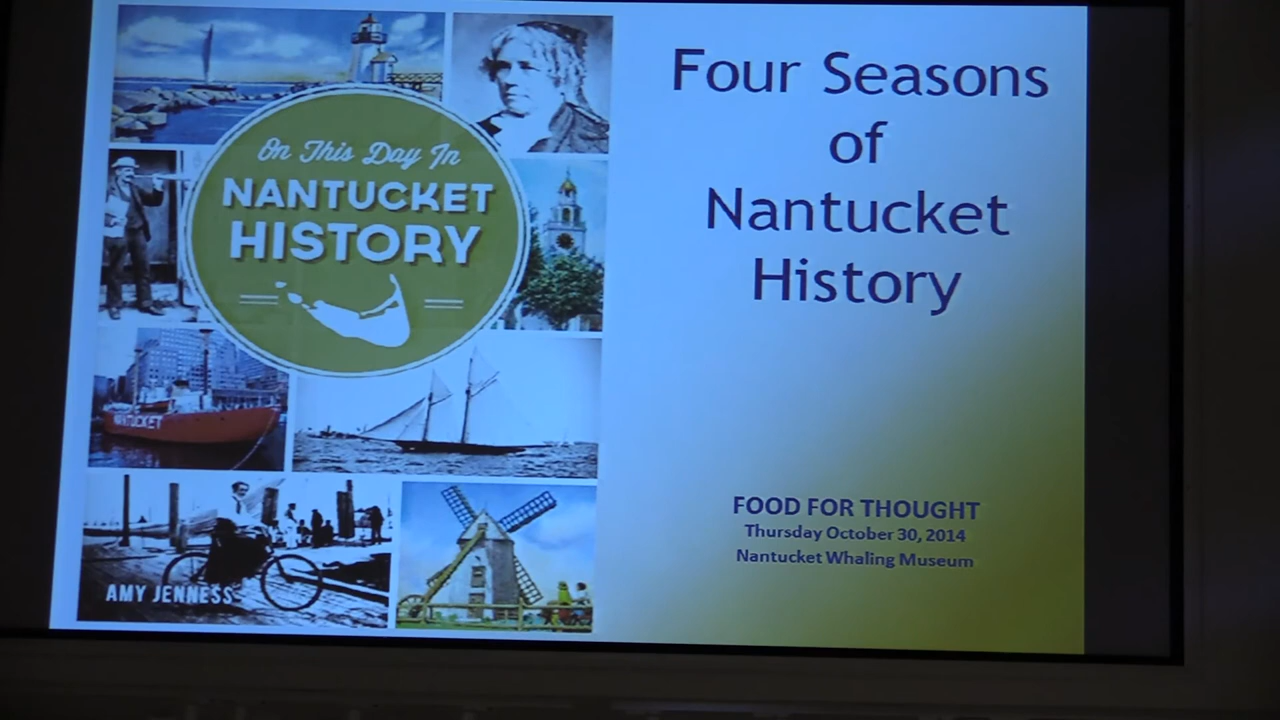 On This Day In
NANTUCKET
HISTORY
NANTUCKET
AMY JENNESS
Four Seasons
of
Nantucket
History
FOOD FOR THOUGHT
Thursday October 30, 2014
Nantucket Whaling Museum